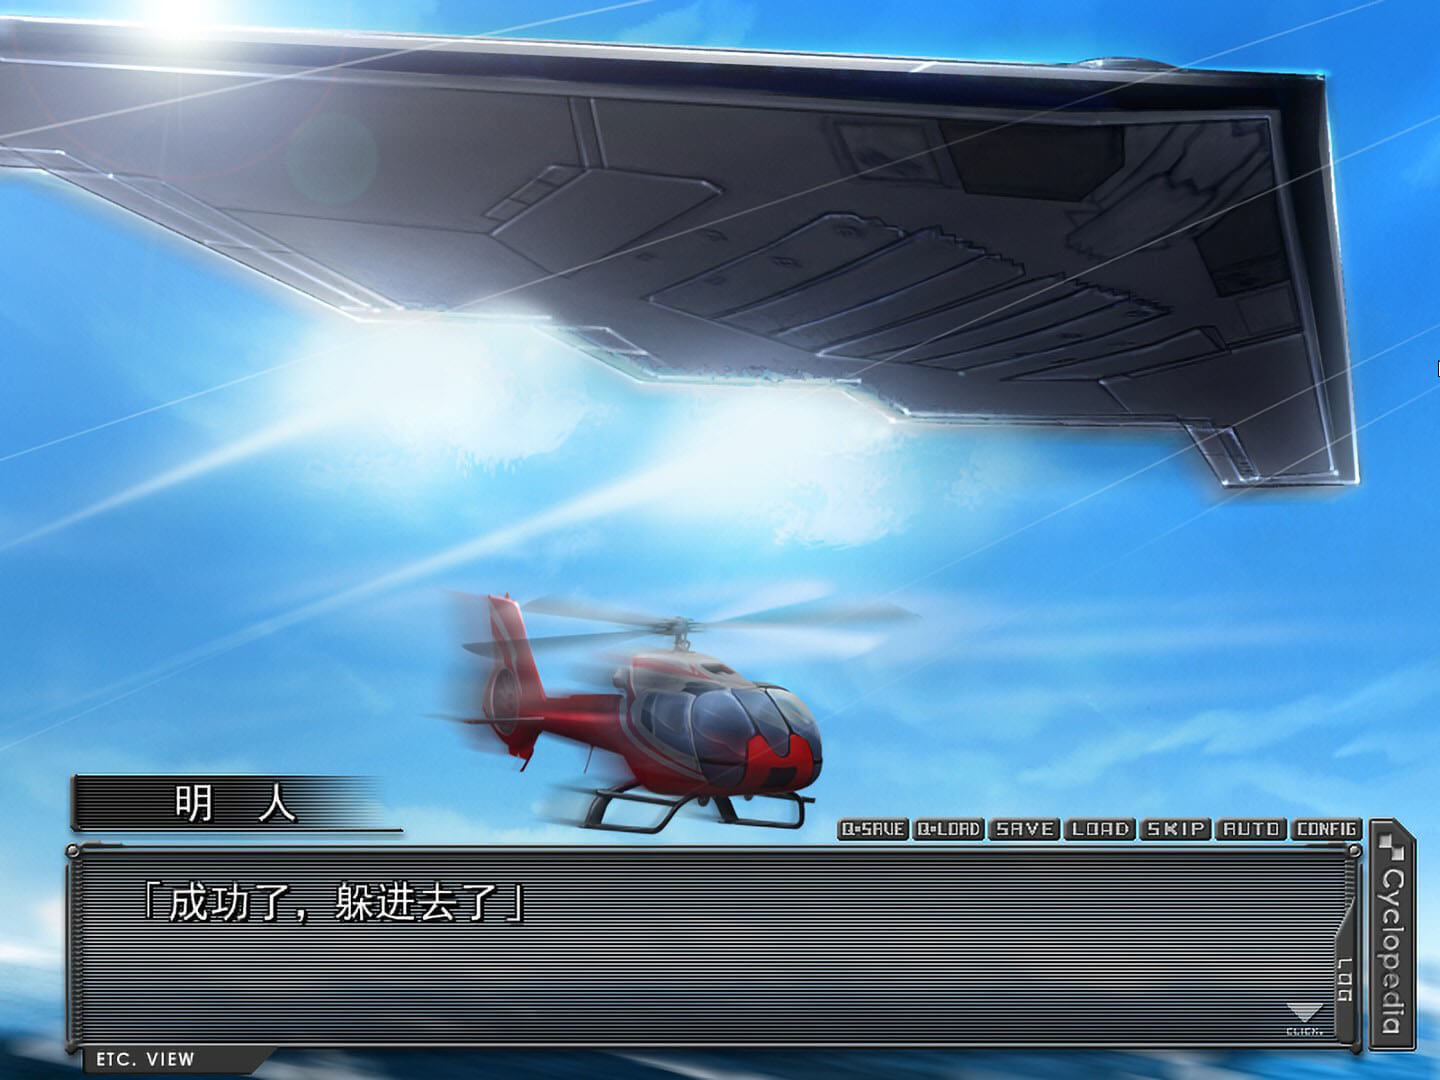 明 人
Q-SAVE Q-LOAD SAVE LOAD SKIP AUTO CONFIG
「成功了，躲进去了」
Cyclopedia
LOG
CLICK.
ETC. VIEW